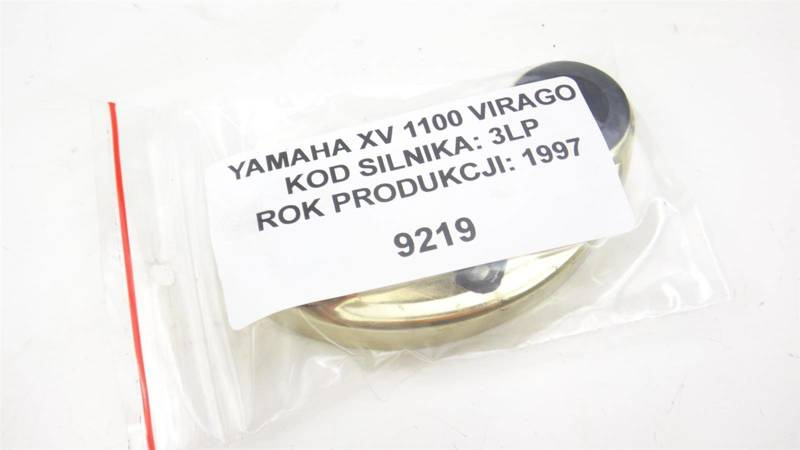 YAMAHA XV 1100 VIRAGO
KOD SILNIKA: 3LP
ROK PRODUKCJI: 1997
9219